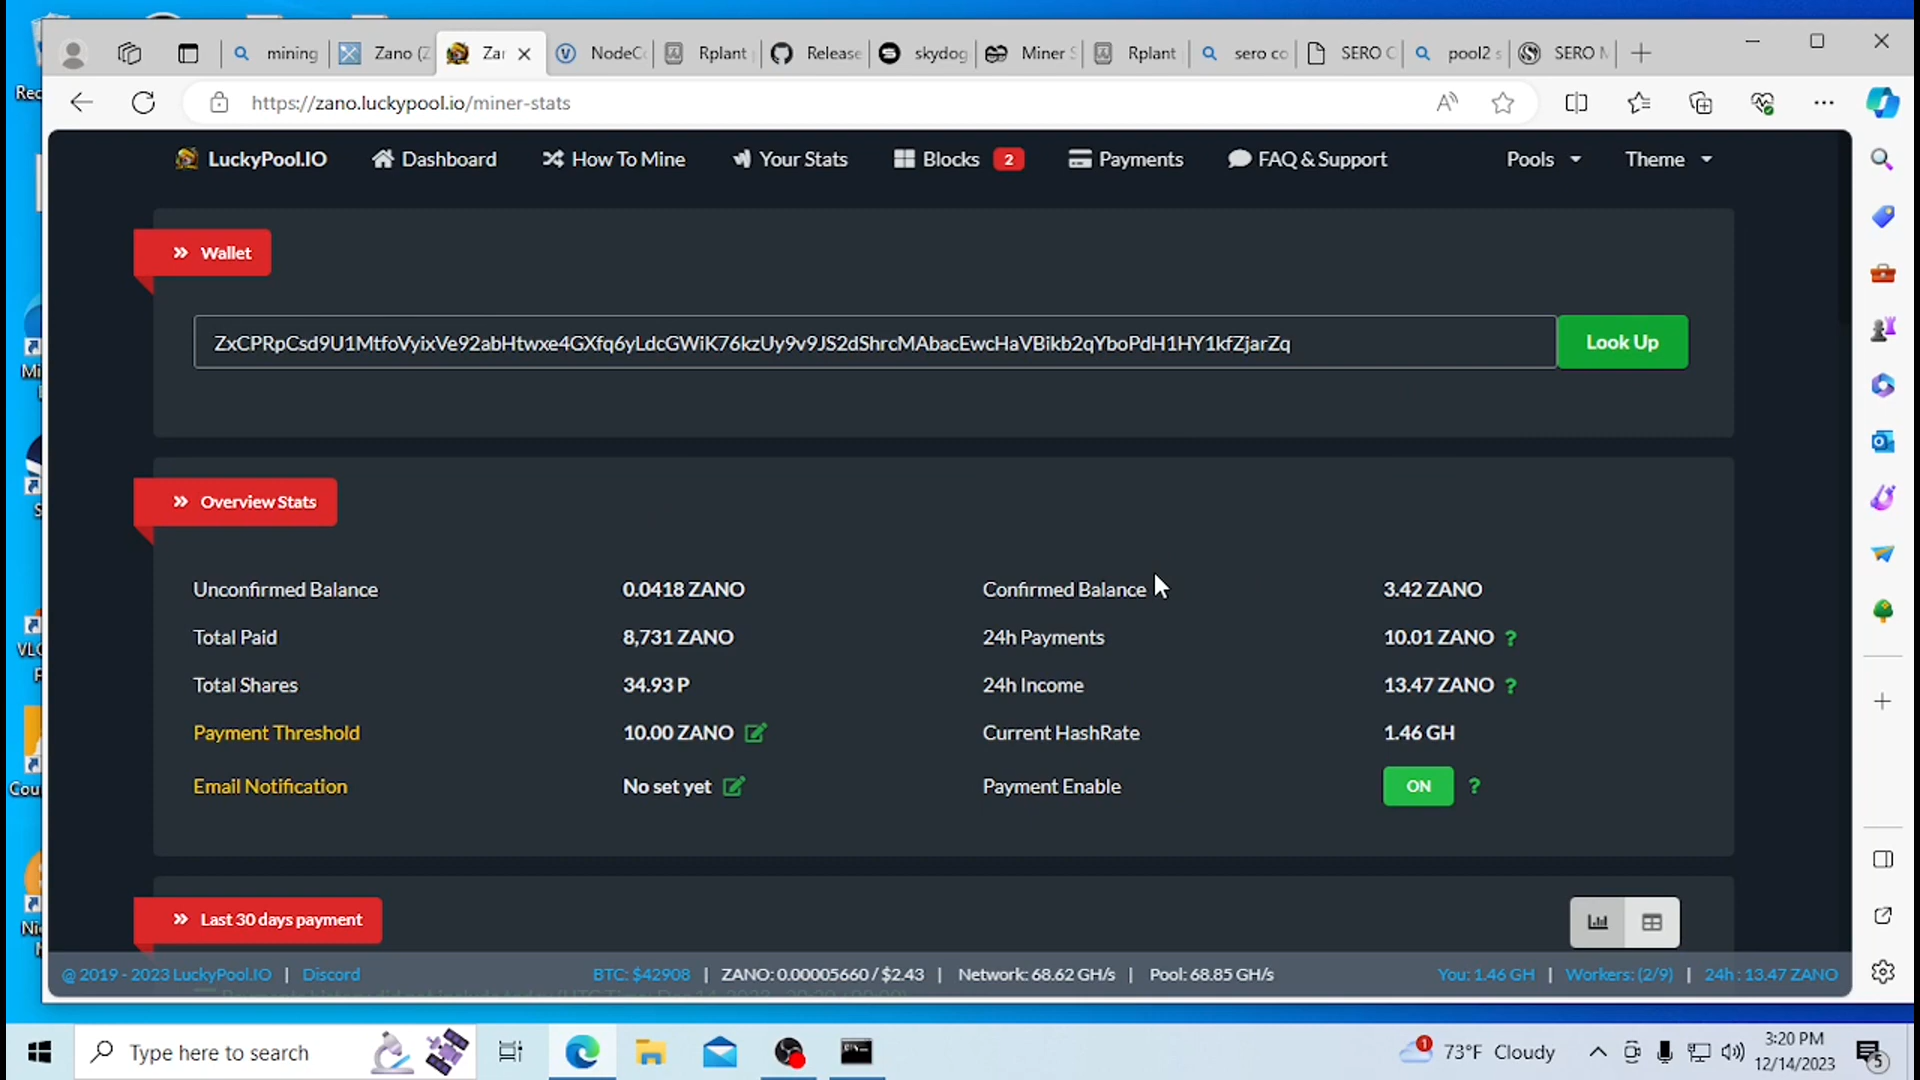 mining
Zano (Z
Zar
NodeCo
Rplant
Release
skydog
Miner S
Rplant
sero co
SERO C
pool2 s
SERO M
https://zano.luckypool.io/miner-stats
LuckyPool.IO
Dashboard
How To Mine
Your Stats
Blocks 2
Payments
FAQ & Support
Pools
Theme
Wallet
ZxCPRpCsd9U1MtfoVyixVe92abHtwxe4GXfq6yLdcGWiK76kzUy9v9JS2dShrcMAbacEwcHaVBikb2qYboPdH1HY1kfZjarZq
Look Up
Overview Stats
Unconfirmed Balance 0.0418 ZANO Confirmed Balance 3.42 ZANO
Total Paid 8,731 ZANO 24h Payments 10.01 ZANO ?
Total Shares 34.93 P 24h Income 13.47 ZANO ?
Payment Threshold 10.00 ZANO Current HashRate 1.46 GH
Email Notification No set yet Payment Enable ON ?
Last 30 days payment
@ 2019 - 2023 LuckyPool.IO | Discord BTC: $42908 | ZANO: 0.00005660 / $2.43 | Network: 68.62 GH/s | Pool: 68.85 GH/s You: 1.46 GH | Workers: (2/9) | 24h : 13.47 ZANO
Type here to search
1 73°F Cloudy
3:20 PM
12/14/2023
5